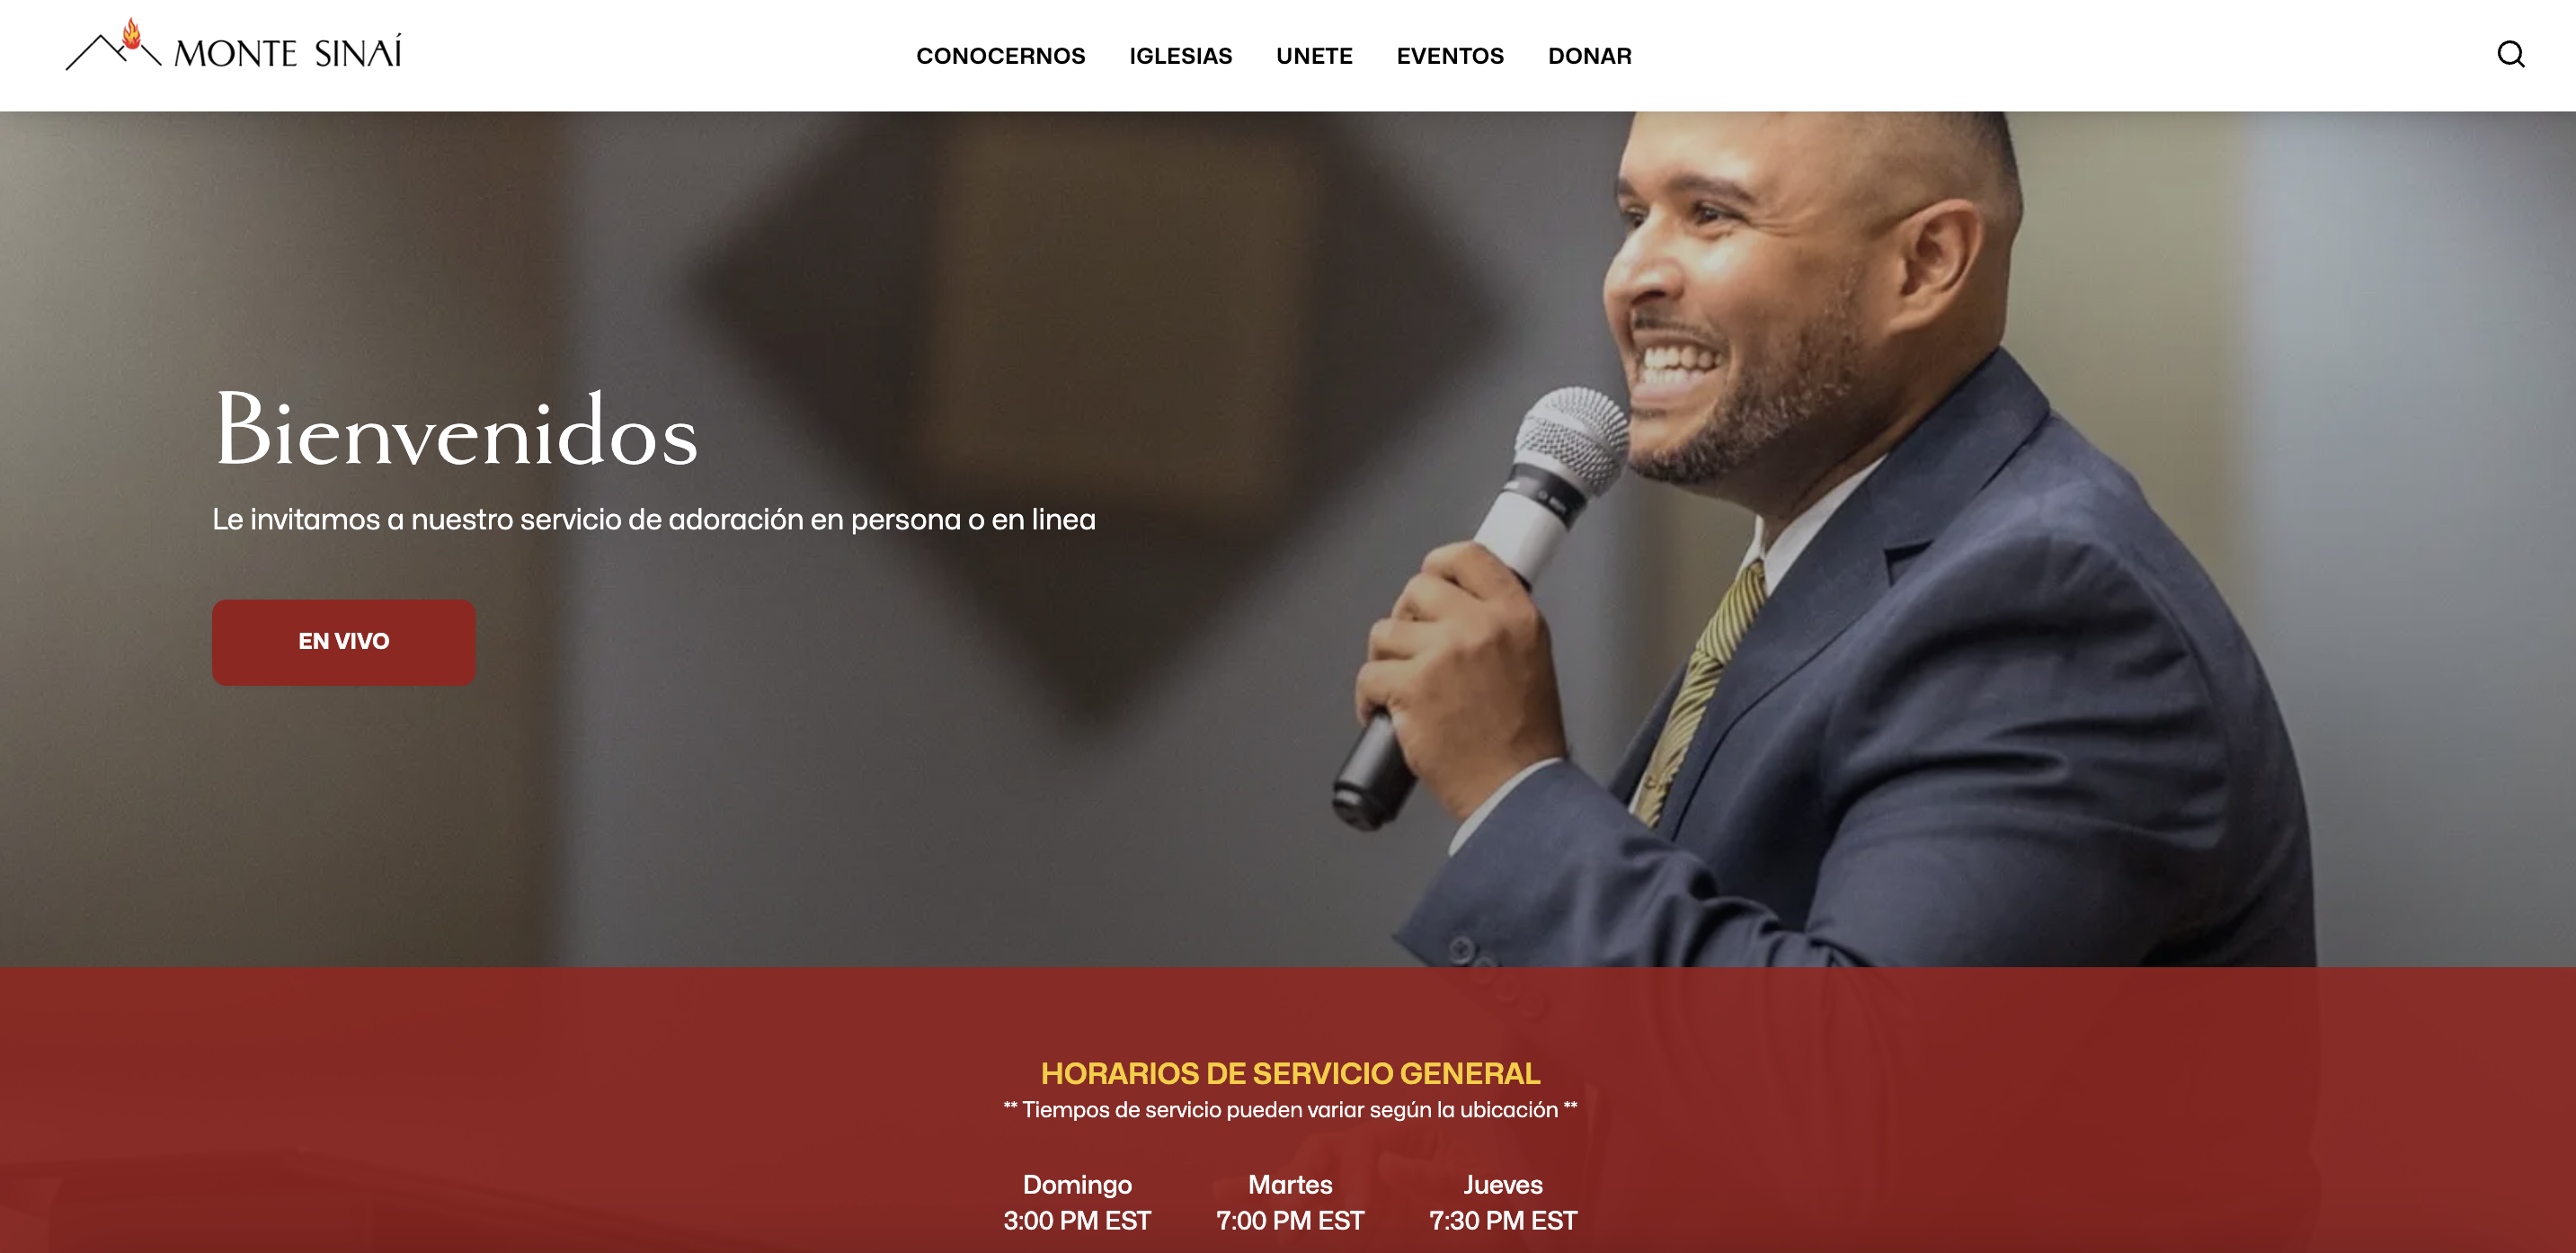 MONTE SINAÍ
CONOCERNOS IGLESIAS UNETE EVENTOS DONAR
Bienvenidos
Le invitamos a nuestro servicio de adoración en persona o en linea
EN VIVO
HORARIOS DE SERVICIO GENERAL
** Tiempos de servicio pueden variar según la ubicación **
Domingo Martes Jueves
3:00 PM EST 7:00 PM EST 7:30 PM EST